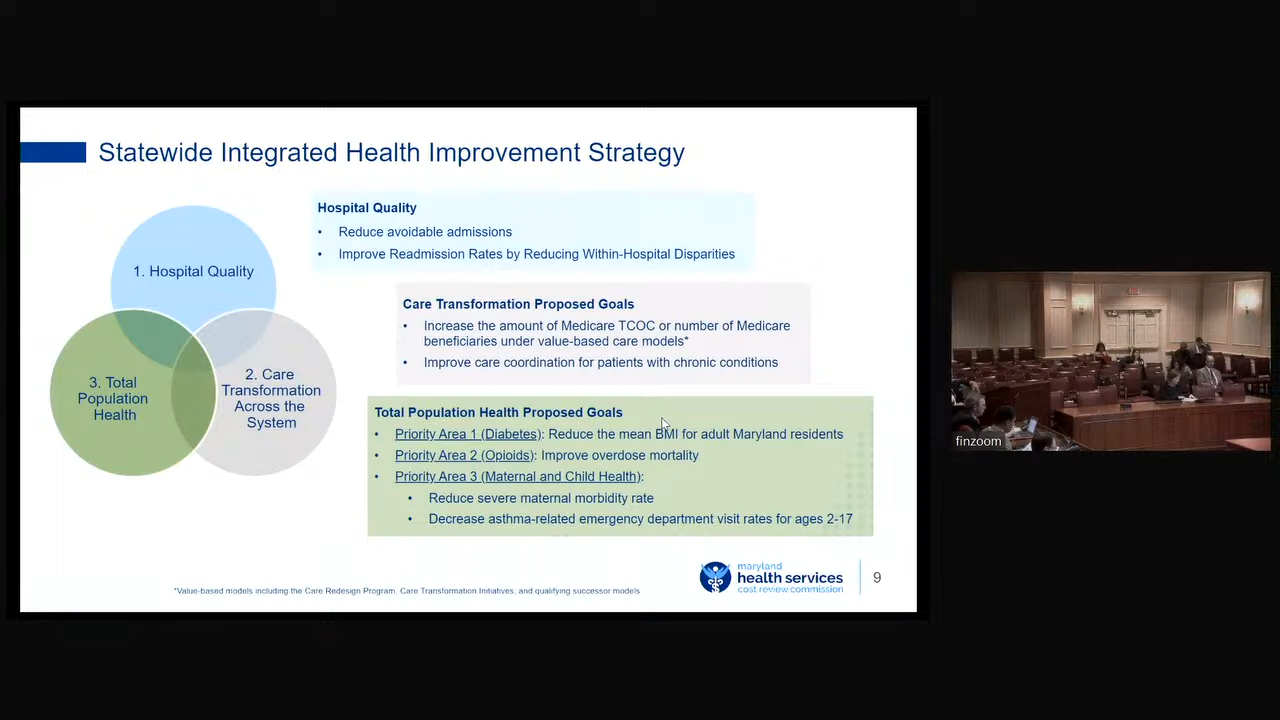 Statewide Integrated Health Improvement Strategy
1. Hospital Quality
3. Total
Population
Health
2. Care
Transformation
Across the
System
Hospital Quality
• Reduce avoidable admissions
• Improve Readmission Rates by Reducing Within-Hospital Disparities
Care Transformation Proposed Goals
• Increase the amount of Medicare TCOC or number of Medicare
beneficiaries under value-based care models*
• Improve care coordination for patients with chronic conditions
Total Population Health Proposed Goals
• Priority Area 1 (Diabetes): Reduce the mean BMI for adult Maryland residents
• Priority Area 2 (Opioids): Improve overdose mortality
• Priority Area 3 (Maternal and Child Health):
• Reduce severe maternal morbidity rate
• Decrease asthma-related emergency department visit rates for ages 2-17
*Value-based models including the Care Redesign Program, Care Transformation Initiatives, and qualifying successor models
maryland
health services
cost review commission
9
finzoom